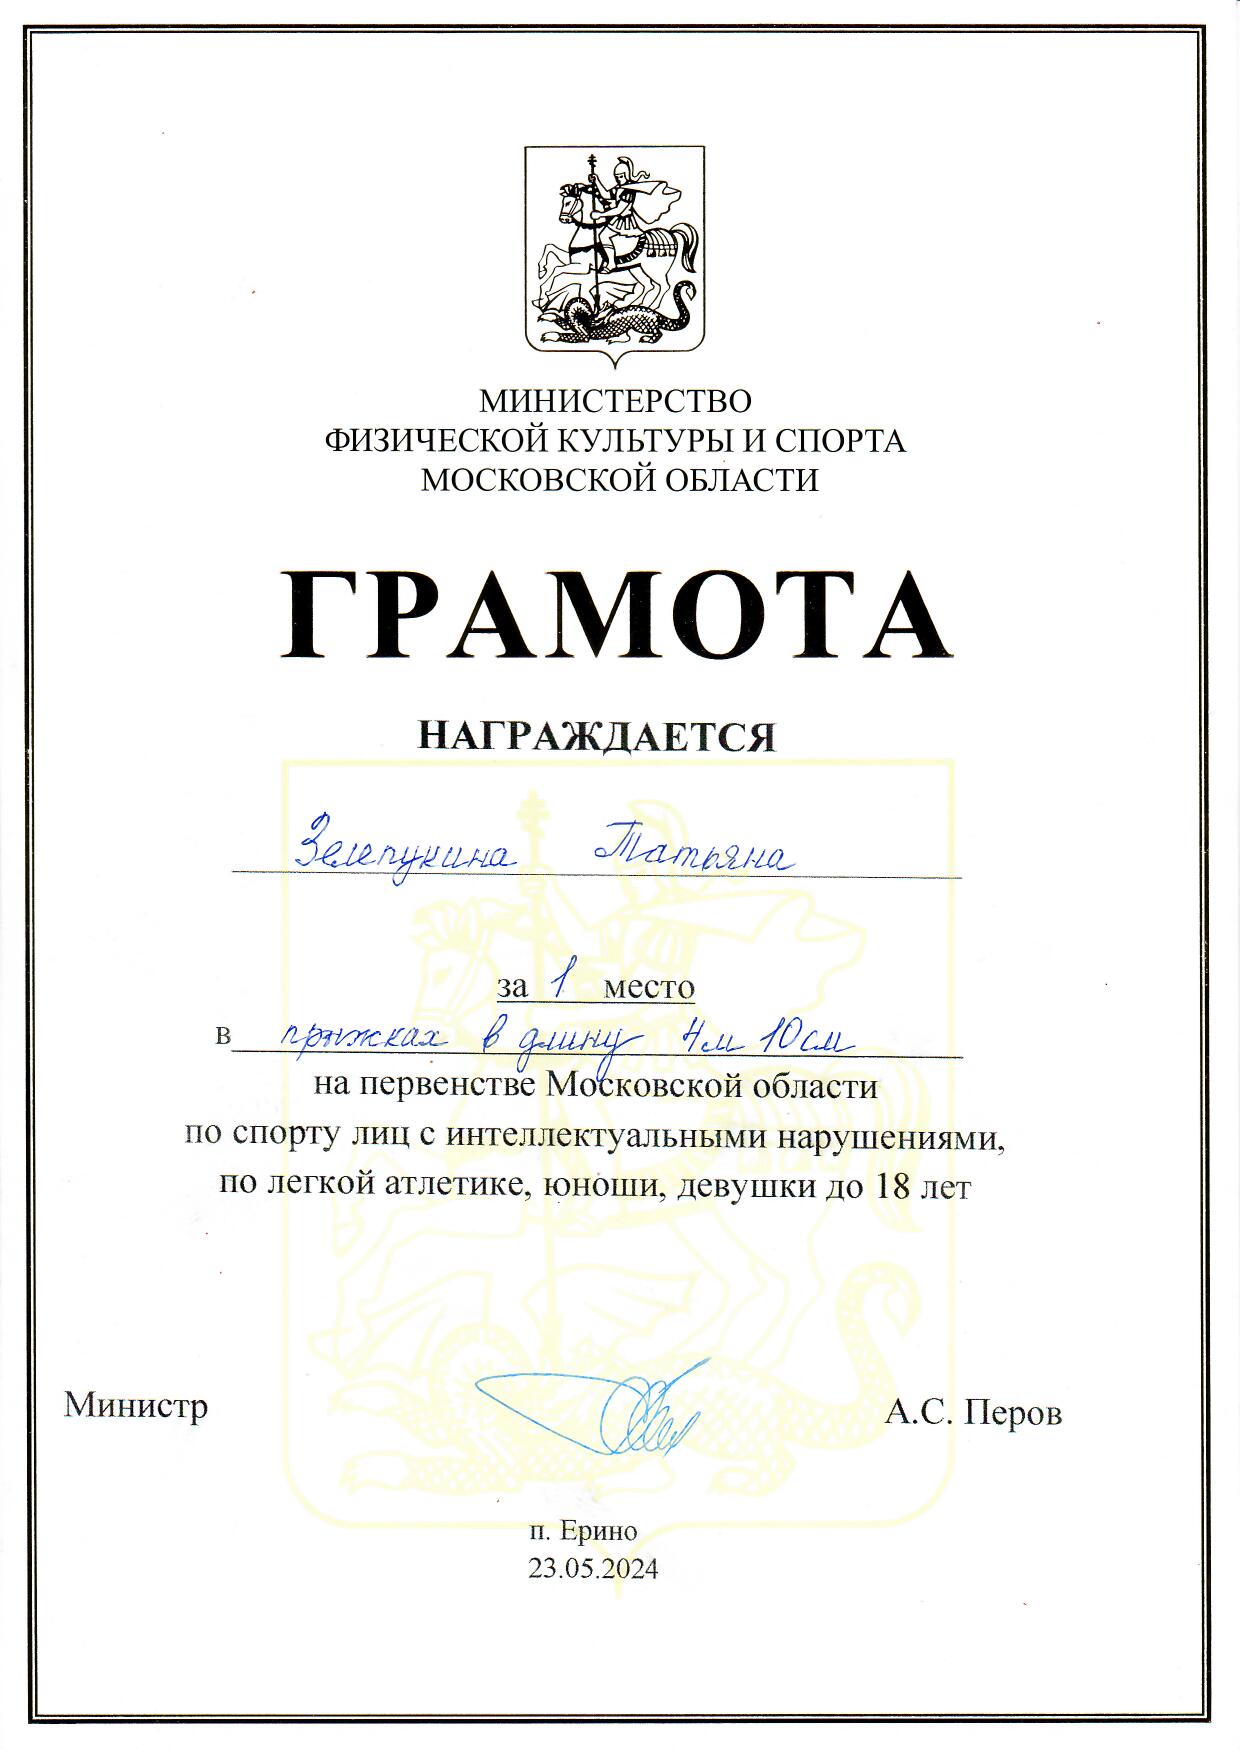 МИНИСТЕРСТВО
ФИЗИЧЕСКОЙ КУЛЬТУРЫ И СПОРТА
МОСКОВСКОЙ ОБЛАСТИ
ГРАМОТА
НАГРАЖДАЕТСЯ
Зелепукина Татьяна
за 1 место
в прыжках в длину 4м 10см
на первенстве Московской области
по спорту лиц с интеллектуальными нарушениями,
по легкой атлетике, юноши, девушки до 18 лет
Министр А.С. Перов
п. Ерино
23.05.2024